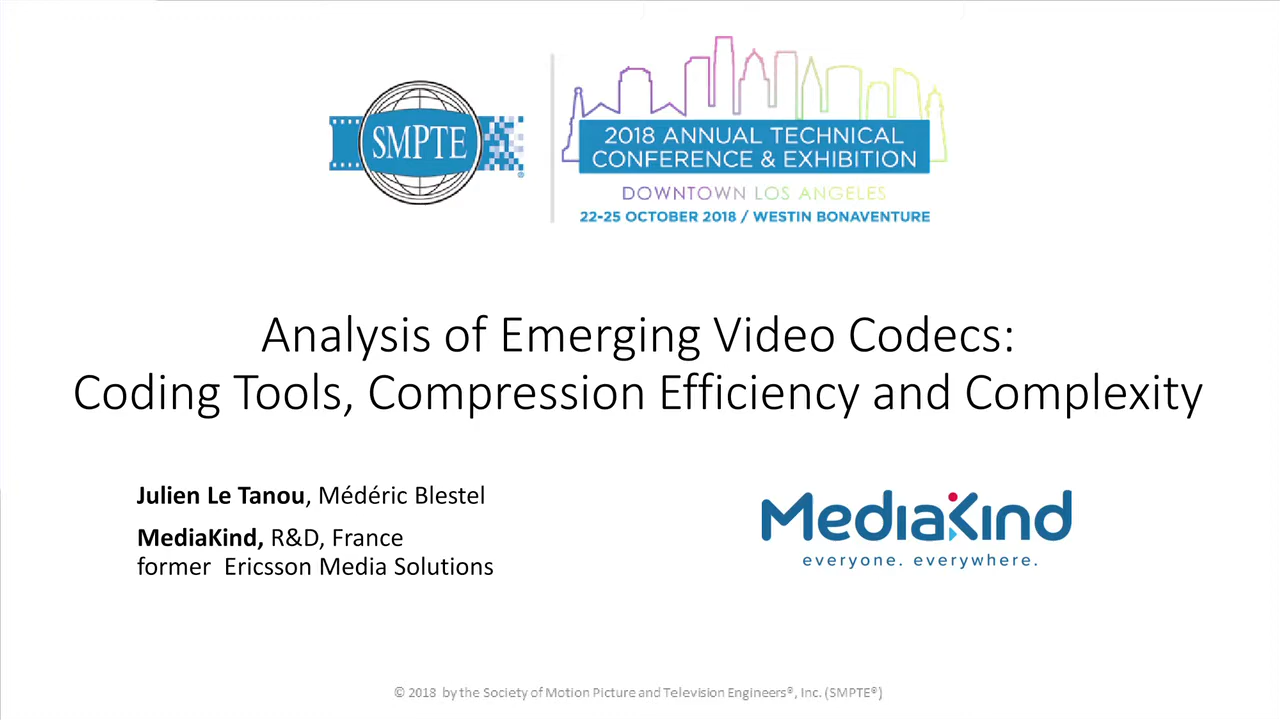 SMPTE
2018 ANNUAL TECHNICAL
CONFERENCE & EXHIBITION
DOWNTOWN LOS ANGELES
22-25 OCTOBER 2018 / WESTIN BONAVENTURE
Analysis of Emerging Video Codecs:
Coding Tools, Compression Efficiency and Complexity
Julien Le Tanou, Médéric Blestel
MediaKind, R&D, France
former Ericsson Media Solutions
MediaKind
everyone. everywhere.
© 2018 by the Society of Motion Picture and Television Engineers®, Inc. (SMPTE®)